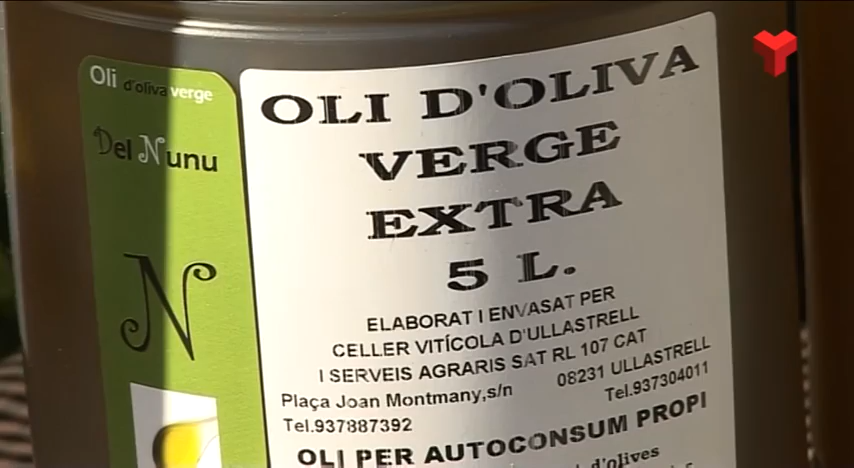 Oli d'oliva verge
Del Nunu
N
OLI D'OLIVA
VERGE
EXTRA
5 L.
ELABORAT I ENVASAT PER
CELLER VITÍCOLA D'ULLASTRELL
I SERVEIS AGRARIS SAT RL 107 CAT
Plaça Joan Montmany,s/n 08231 ULLASTRELL
Tel.937887392 Tel.937304011
OLI PER AUTOCONSUM PROPI
d'olives